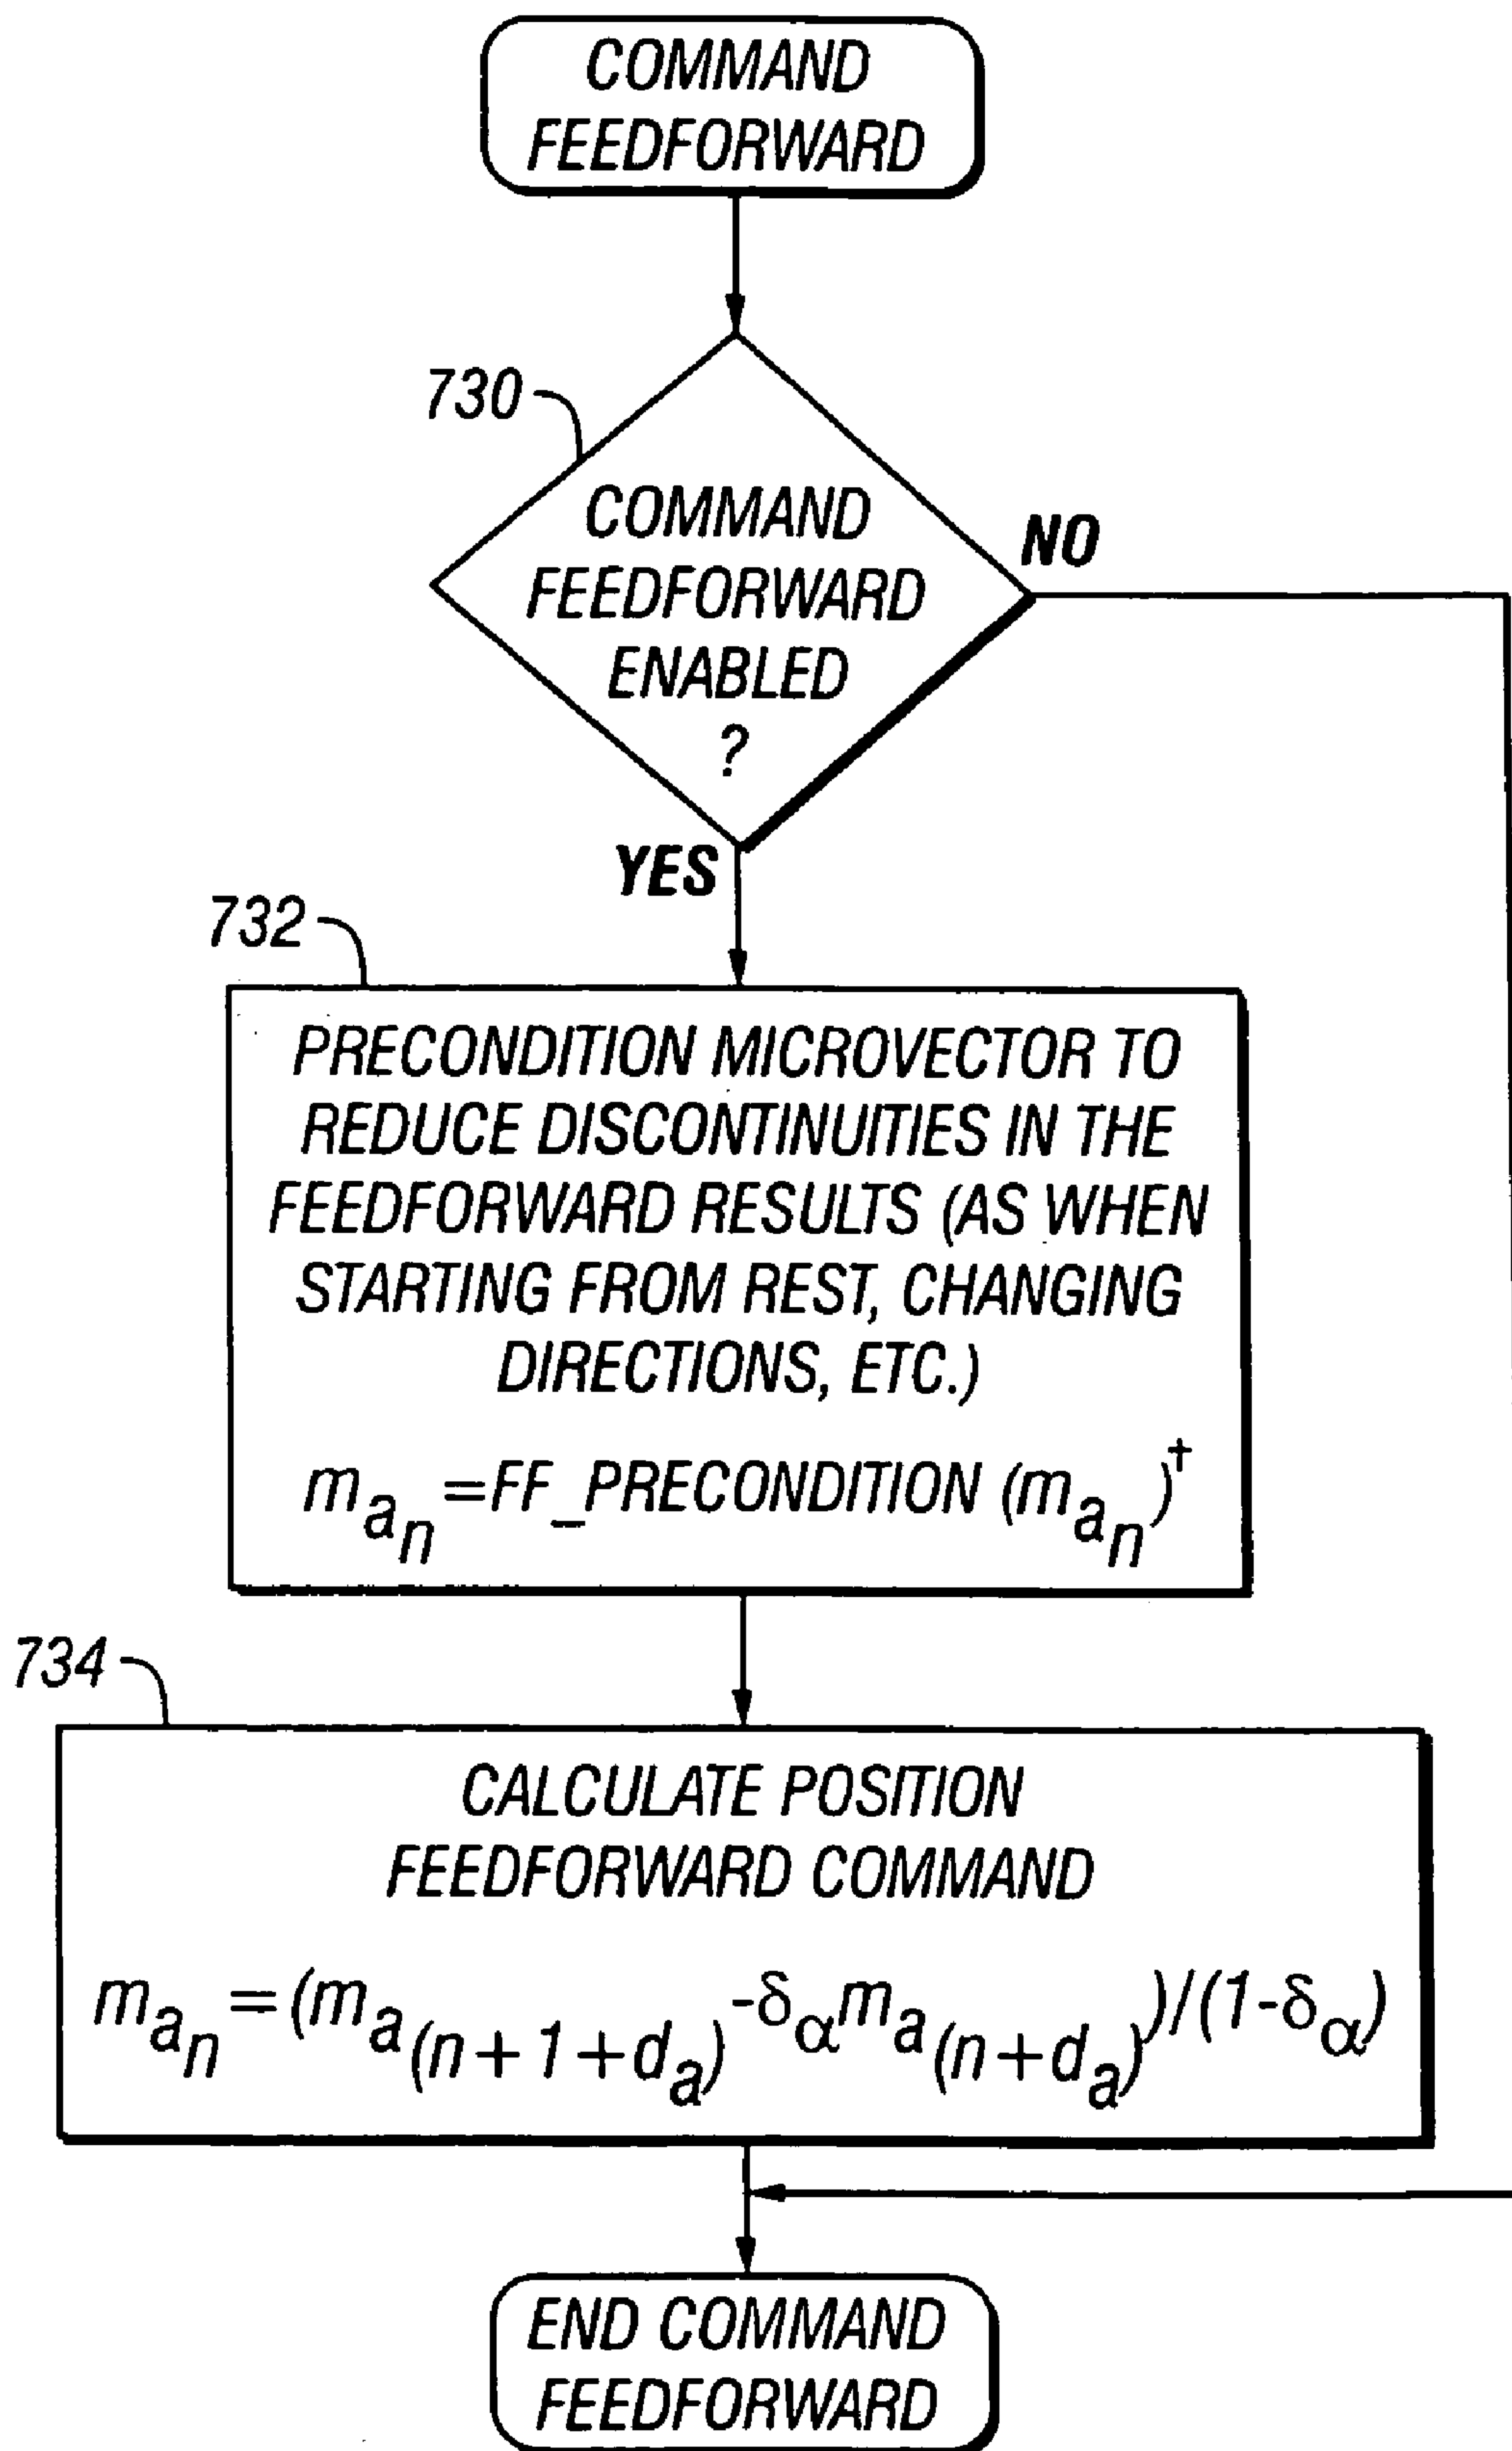 COMMAND
FEEDFORWARD
730
COMMAND
FEEDFORWARD
ENABLED
?
NO
YES
732
PRECONDITION MICROVECTOR TO
REDUCE DISCONTINUITIES IN THE
FEEDFORWARD RESULTS (AS WHEN
STARTING FROM REST, CHANGING
DIRECTIONS, ETC.)
m_{a_n} =FF_PRECONDITION (m_{a_n})^†
734
CALCULATE POSITION
FEEDFORWARD COMMAND
m_{a_n} =(m_{a_{(n+1+d_a)}} -δ_α m_{a_{(n+d_a)}})/(1-δ_α)
END COMMAND
FEEDFORWARD